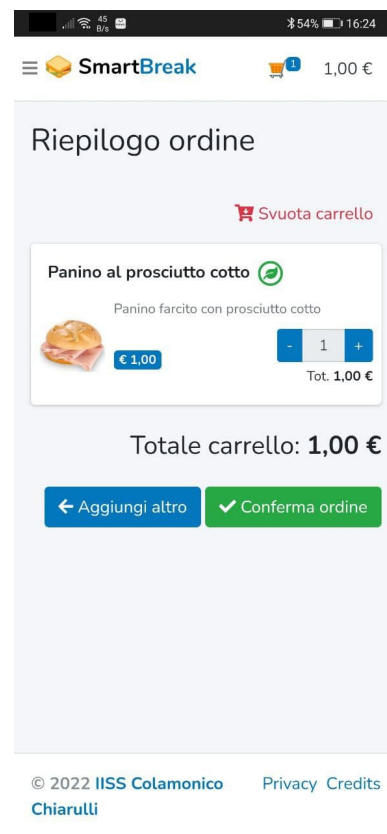 45 B/s 54% 16:24
SmartBreak 1 1,00 €
Riepilogo ordine
Svuota carrello
Panino al prosciutto cotto
Panino farcito con prosciutto cotto
€ 1,00 - 1 +
Tot. 1,00 €
Totale carrello: 1,00 €
Aggiungi altro Conferma ordine
© 2022 IISS Colamonico Privacy Credits
Chiarulli